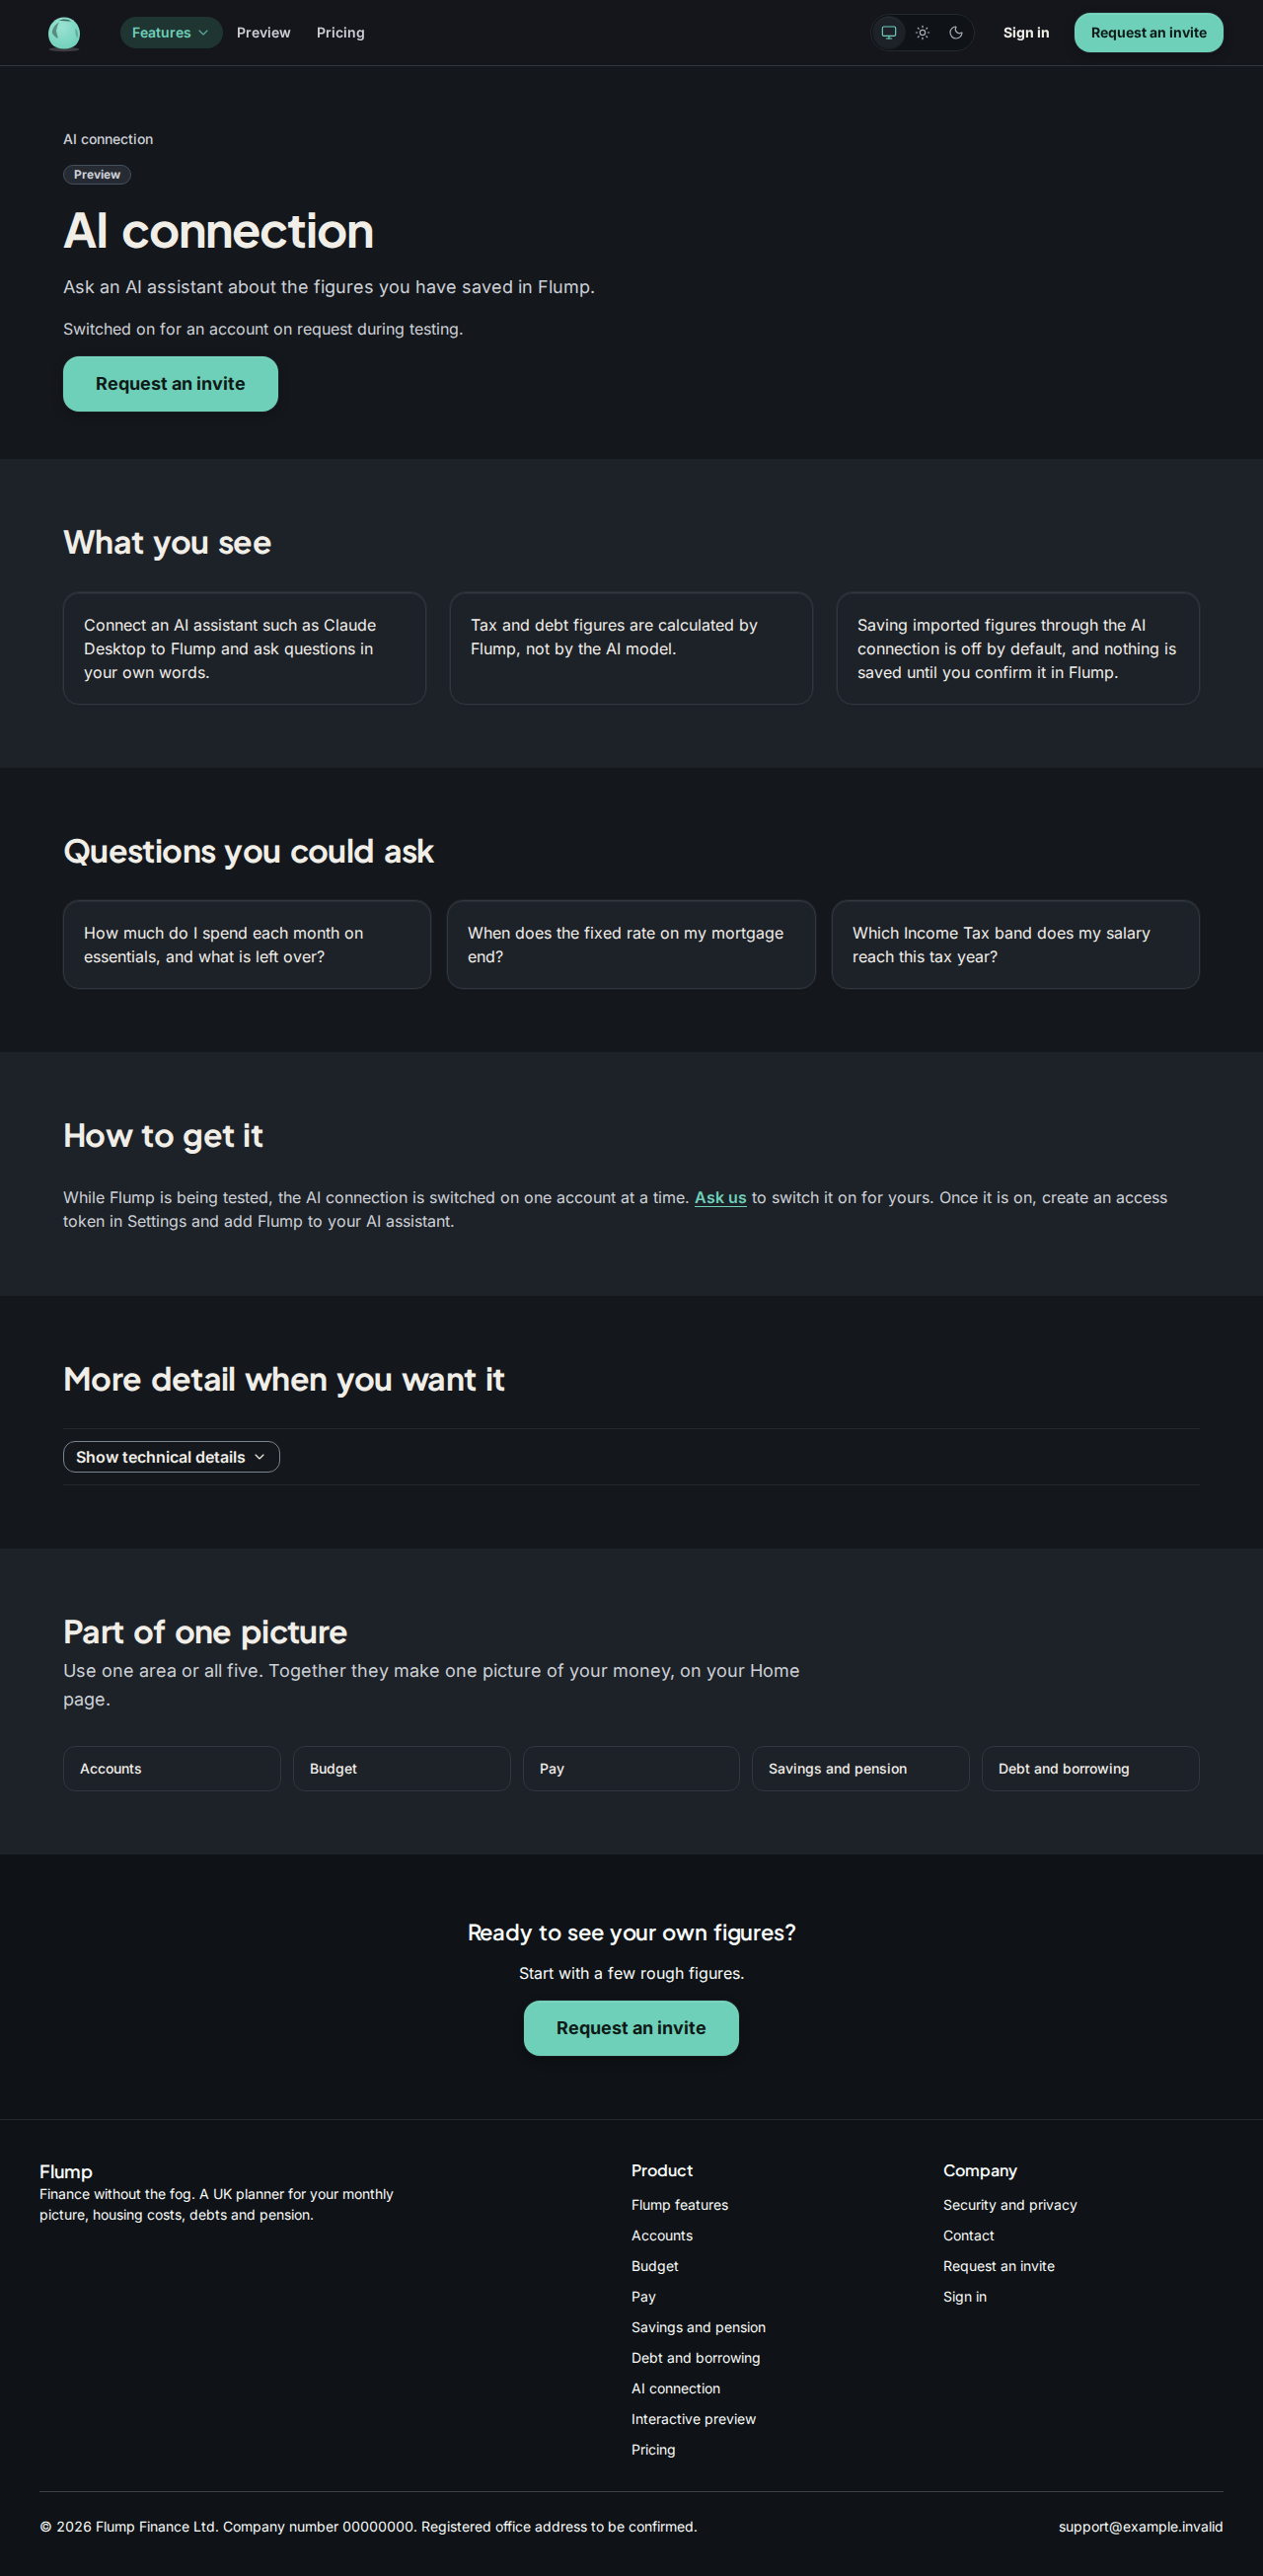 Features
Preview
Pricing
Sign in
Request an invite
AI connection
Preview
AI connection
Ask an AI assistant about the figures you have saved in Flump.
Switched on for an account on request during testing.
Request an invite
What you see
Connect an AI assistant such as Claude
Desktop to Flump and ask questions in
your own words.
Tax and debt figures are calculated by
Flump, not by the AI model.
Saving imported figures through the AI
connection is off by default, and nothing is
saved until you confirm it in Flump.
Questions you could ask
How much do I spend each month on
essentials, and what is left over?
When does the fixed rate on my mortgage
end?
Which Income Tax band does my salary
reach this tax year?
How to get it
While Flump is being tested, the AI connection is switched on one account at a time. Ask us to switch it on for yours. Once it is on, create an access
token in Settings and add Flump to your AI assistant.
More detail when you want it
Show technical details
Part of one picture
Use one area or all five. Together they make one picture of your money, on your Home
page.
Accounts
Budget
Pay
Savings and pension
Debt and borrowing
Ready to see your own figures?
Start with a few rough figures.
Request an invite
Flump
Finance without the fog. A UK planner for your monthly
picture, housing costs, debts and pension.
Product
Flump features
Accounts
Budget
Pay
Savings and pension
Debt and borrowing
AI connection
Interactive preview
Pricing
Company
Security and privacy
Contact
Request an invite
Sign in
© 2026 Flump Finance Ltd. Company number 00000000. Registered office address to be confirmed.
support@example.invalid